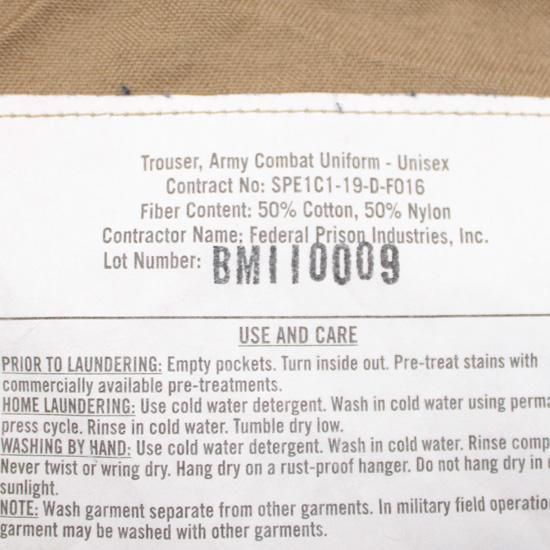 Trouser, Army Combat Uniform - Unisex
Contract No: SPE1C1-19-D-F016
Fiber Content: 50% Cotton, 50% Nylon
Contractor Name: Federal Prison Industries, Inc.
Lot Number: BM110009
USE AND CARE
PRIOR TO LAUNDERING: Empty pockets. Turn inside out. Pre-treat stains with
commercially available pre-treatments.
HOME LAUNDERING: Use cold water detergent. Wash in cold water using perma
press cycle. Rinse in cold water. Tumble dry low.
WASHING BY HAND: Use cold water detergent. Wash in cold water. Rinse comp
Never twist or wring dry. Hang dry on a rust-proof hanger. Do not hang dry in
sunlight.
NOTE: Wash garment separate from other garments. In military field operatio
garment may be washed with other garments.